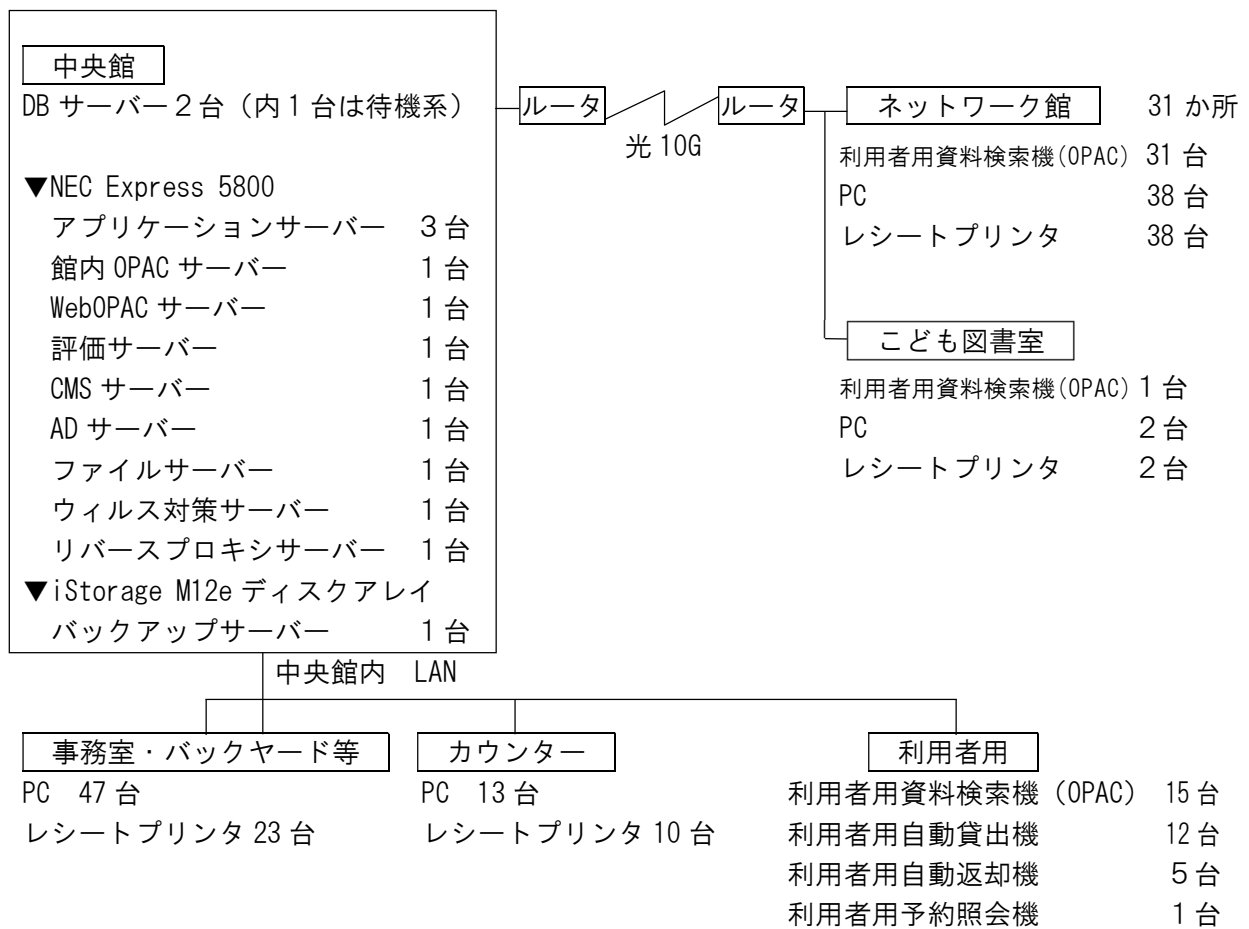 中央館
DB サーバー２台（内１台は待機系）
▼NEC Express 5800
アプリケーションサーバー　３台
館内 OPAC サーバー　１台
WebOPAC サーバー　１台
評価サーバー　１台
CMS サーバー　１台
AD サーバー　１台
ファイルサーバー　１台
ウィルス対策サーバー　１台
リバースプロキシサーバー　１台
▼iStorage M12e ディスクアレイ
バックアップサーバー　１台
ルータ
光 10G
ルータ
ネットワーク館　31 か所
利用者用資料検索機(OPAC) 31 台
PC　38 台
レシートプリンタ　38 台
こども図書室
利用者用資料検索機(OPAC) １台
PC　２台
レシートプリンタ　２台
中央館内　LAN
事務室・バックヤード等
PC　47 台
レシートプリンタ 23 台
カウンター
PC　13 台
レシートプリンタ 10 台
利用者用
利用者用資料検索機（OPAC）　15 台
利用者用自動貸出機　12 台
利用者用自動返却機　５台
利用者用予約照会機　１台